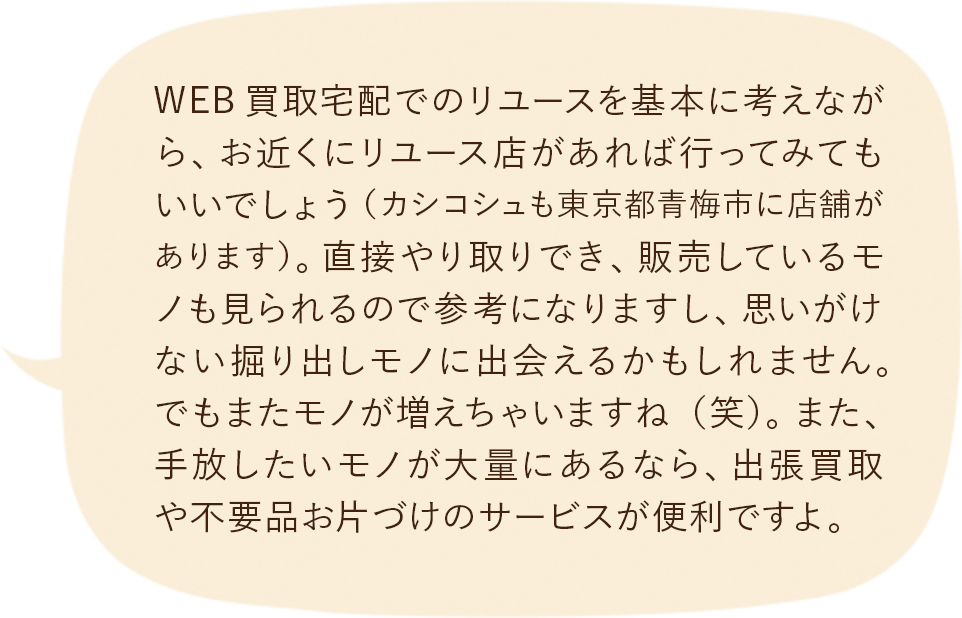 WEB買取宅配でのリユースを基本に考えなが
ら、お近くにリユース店があれば行ってみても
いいでしょう（カシコシュも東京都青梅市に店舗が
あります）。直接やり取りでき、販売しているモ
ノも見られるので参考になりますし、思いがけ
ない掘り出しモノに出会えるかもしれません。
でもまたモノが増えちゃいますね（笑）。また、
手放したいモノが大量にあるなら、出張買取
や不要品お片づけのサービスが便利ですよ。